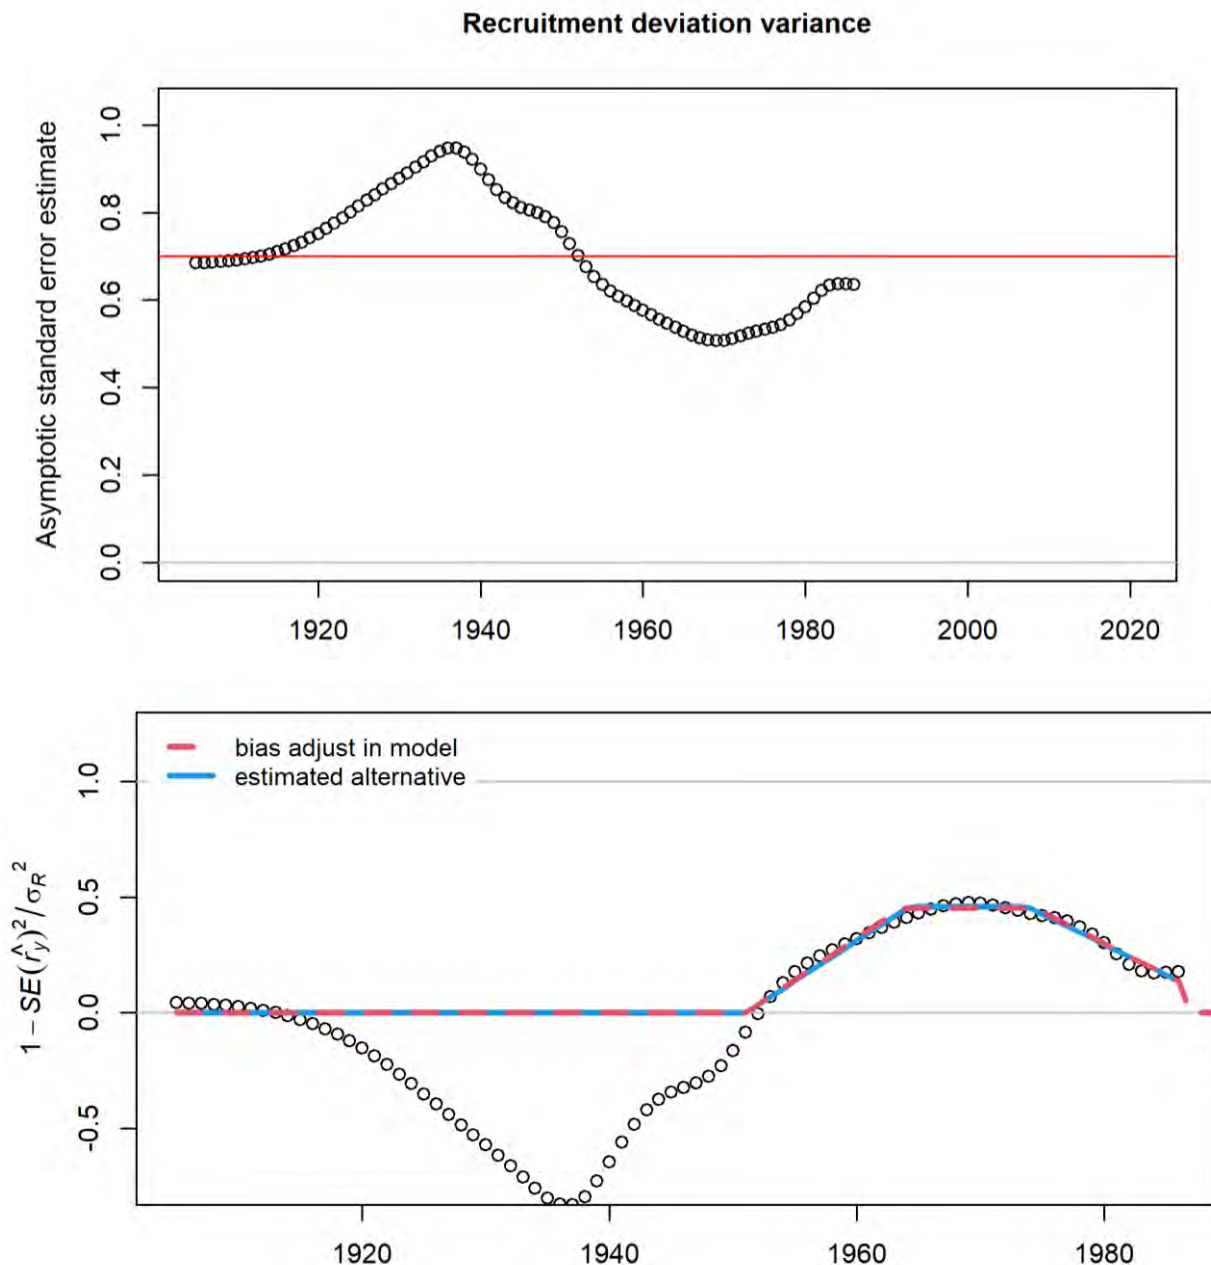 Recruitment deviation variance
Asymptotic standard error estimate
1.0
0.8
0.6
0.4
0.2
0.0
1920 1940 1960 1980 2000 2020
bias adjust in model
estimated alternative
1 − SE(r̂_y)² / σ_R²
1.0
0.5
0.0
-0.5
1920 1940 1960 1980